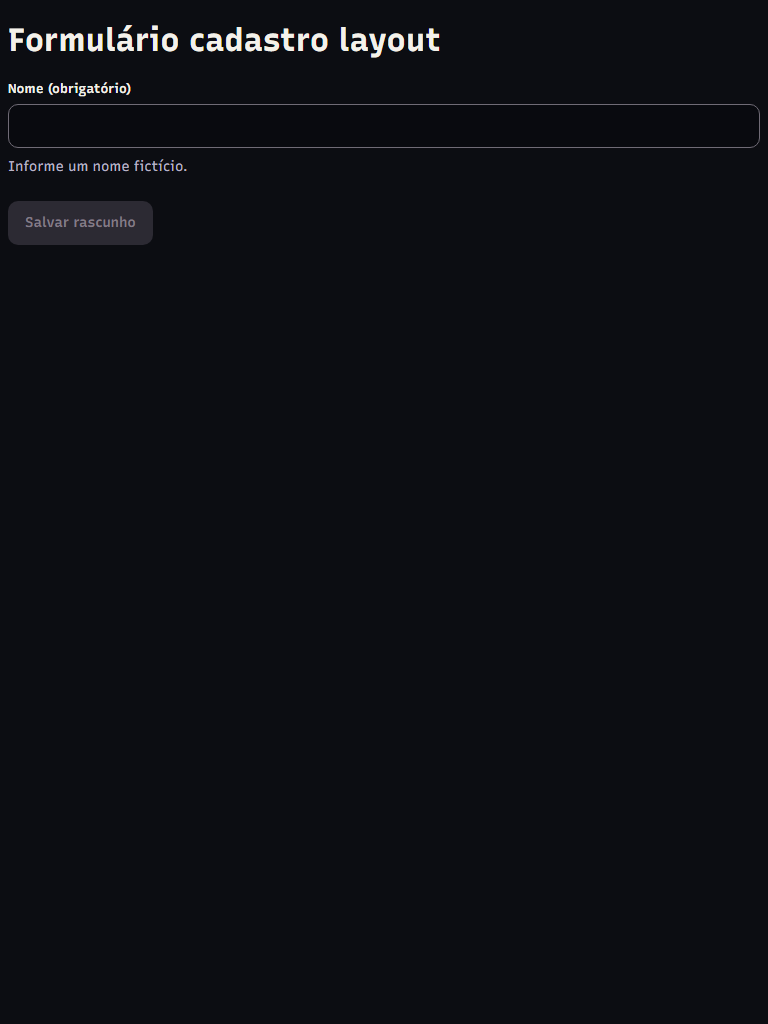 Formulário cadastro layout
Nome (obrigatório)
Informe um nome fictício.
Salvar rascunho